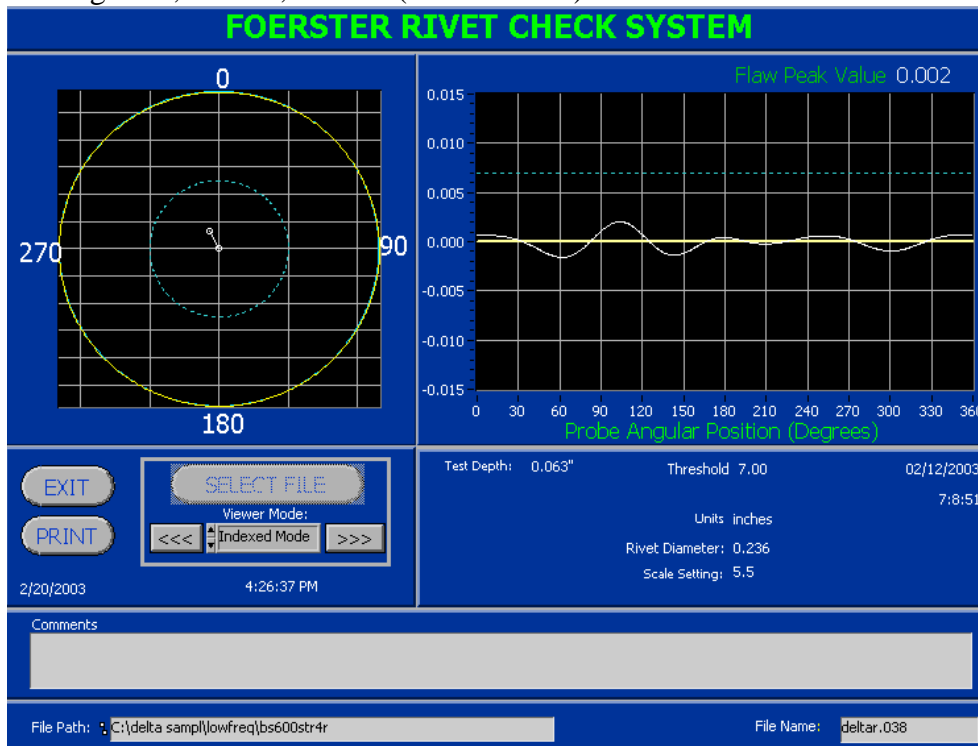 FOERSTER RIVET CHECK SYSTEM
0
270
90
180
Flaw Peak Value 0.002
0.015
0.010
0.005
0.000
-0.005
-0.010
-0.015
0 30 60 90 120 150 180 210 240 270 300 330 360
Probe Angular Position (Degrees)
EXIT
PRINT
SELECT FILE
Viewer Mode:
<<< Indexed Mode >>>
2/20/2003 4:26:37 PM
Test Depth: 0.063" Threshold 7.00 02/12/2003
7:8:51
Units inches
Rivet Diameter: 0.236
Scale Setting: 5.5
Comments
File Path: C:\delta sampl\lowfreq\bs600str4r
File Name: deltar.038